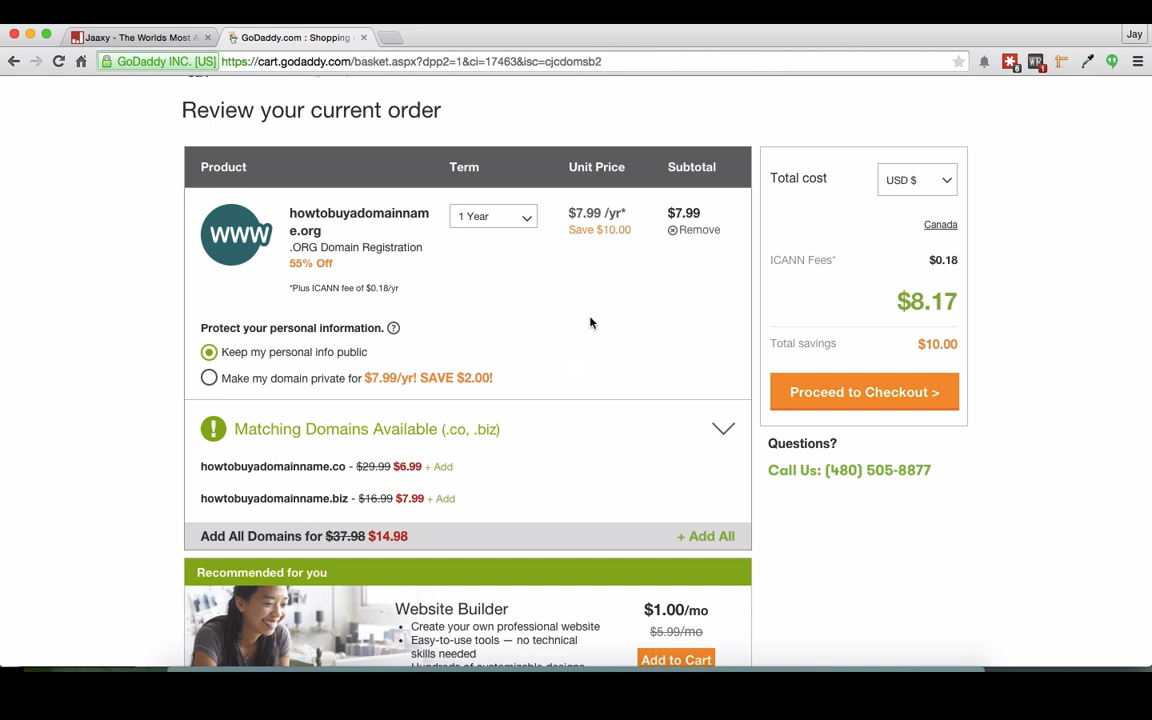 Jaaxy - The Worlds Most A
GoDaddy.com : Shopping C
Jay
GoDaddy INC. [US] https://cart.godaddy.com/basket.aspx?dpp2=1&ci=17463&isc=cjcdomsb2
Review your current order
Product Term Unit Price Subtotal
howtobuyadomainnam
e.org
.ORG Domain Registration
55% Off
*Plus ICANN fee of $0.18/yr
1 Year
$7.99 /yr*
Save $10.00
$7.99
Remove
Protect your personal information. ?
Keep my personal info public
Make my domain private for $7.99/yr! SAVE $2.00!
WWW
! Matching Domains Available (.co, .biz)
howtobuyadomainname.co - $29.99 $6.99 + Add
howtobuyadomainname.biz - $16.99 $7.99 + Add
Add All Domains for $37.98 $14.98 + Add All
Recommended for you
Website Builder
• Create your own professional website
• Easy-to-use tools — no technical
skills needed
Hundreds of customizable designs
$1.00/mo
$5.99/mo
Add to Cart
Total cost USD $
Canada
ICANN Fees* $0.18
$8.17
Total savings $10.00
Proceed to Checkout >
Questions?
Call Us: (480) 505-8877